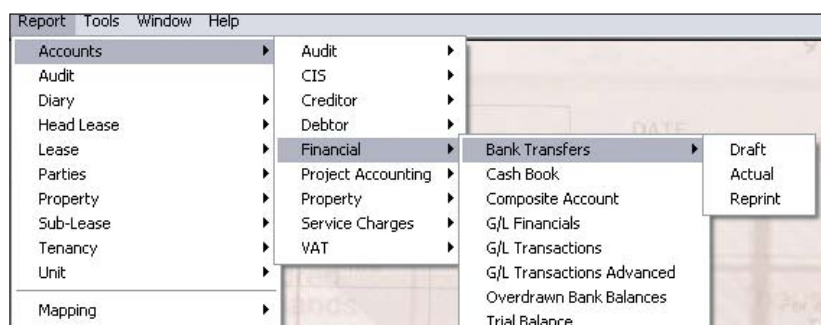 Report Tools Window Help
Accounts
Audit
Diary
Head Lease
Lease
Parties
Property
Sub-Lease
Tenancy
Unit
Mapping
Audit
CIS
Creditor
Debtor
Financial
Project Accounting
Property
Service Charges
VAT
Bank Transfers
Cash Book
Composite Account
G/L Financials
G/L Transactions
G/L Transactions Advanced
Overdrawn Bank Balances
Trial Balance
Draft
Actual
Reprint
DATE